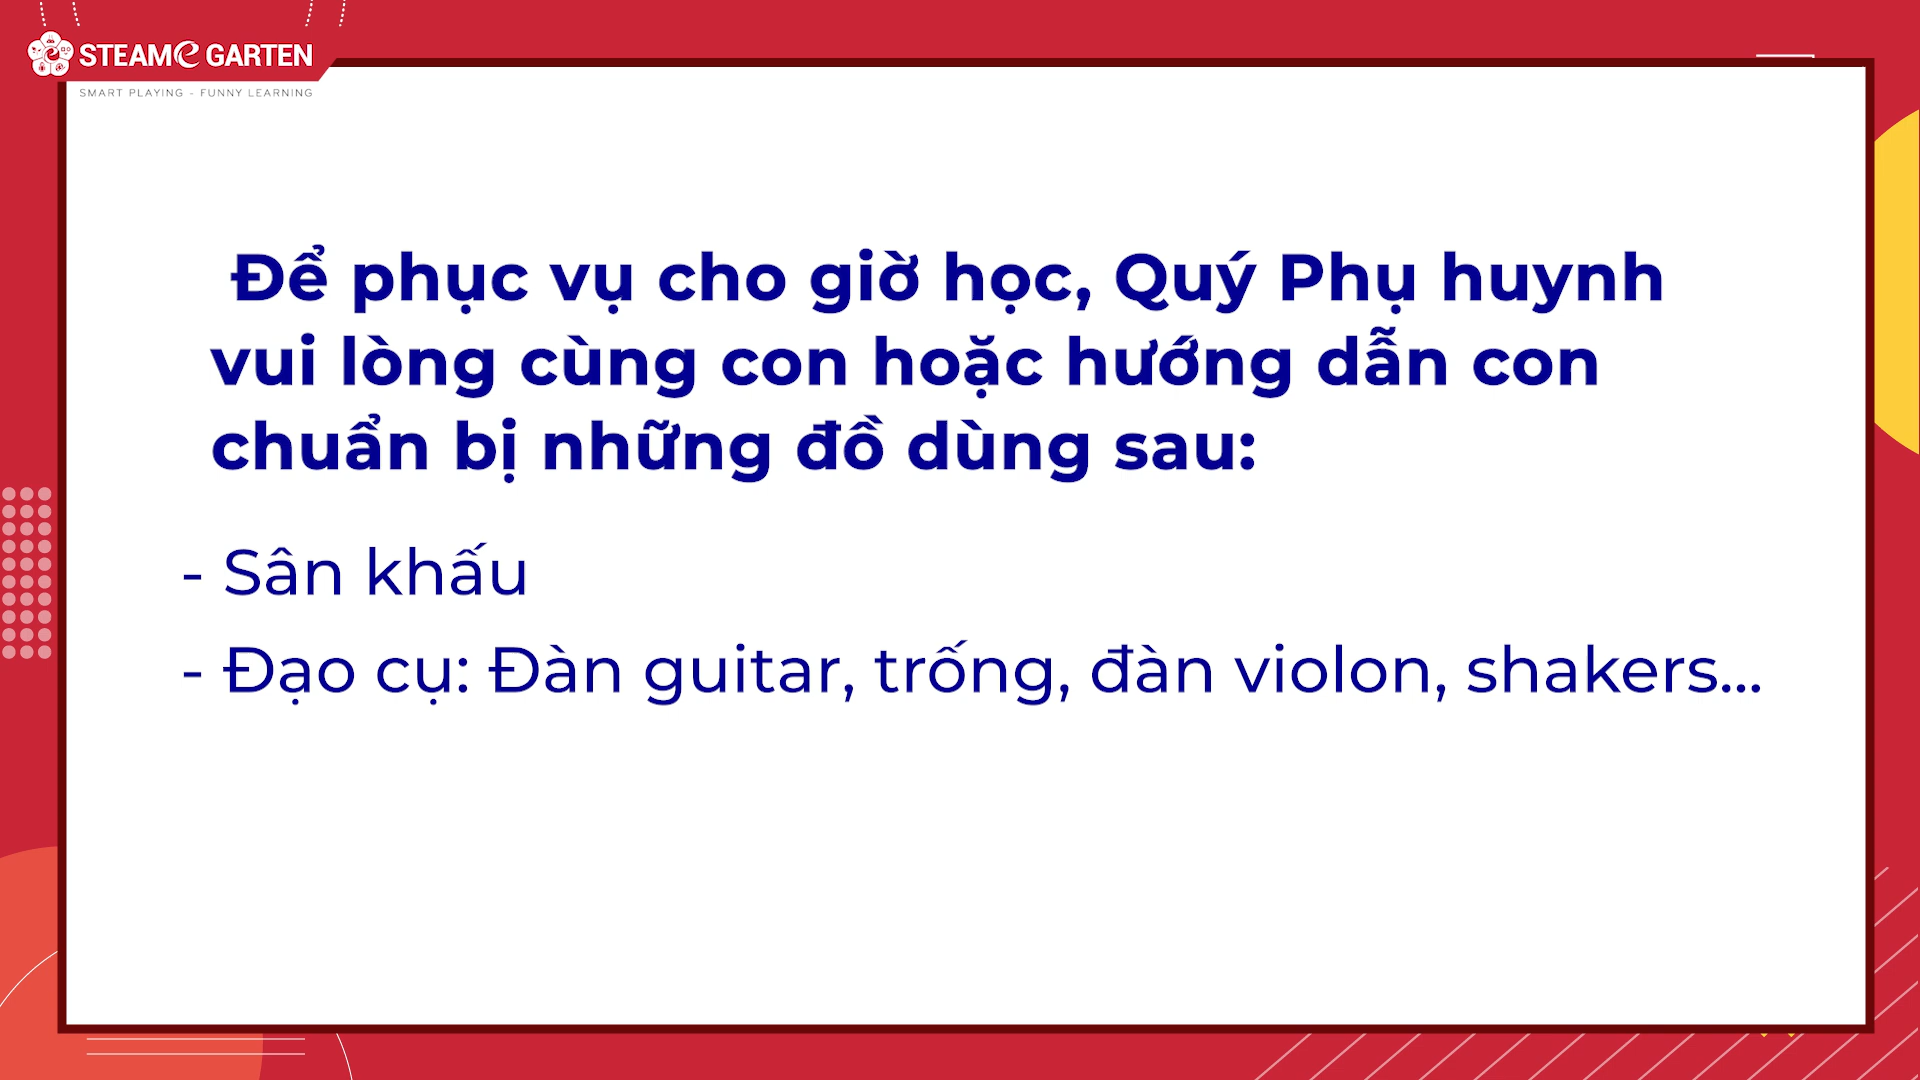 STEAMe GARTEN
SMART PLAYING - FUNNY LEARNING
Để phục vụ cho giờ học, Quý Phụ huynh
vui lòng cùng con hoặc hướng dẫn con
chuẩn bị những đồ dùng sau:
- Sân khấu
- Đạo cụ: Đàn guitar, trống, đàn violon, shakers...